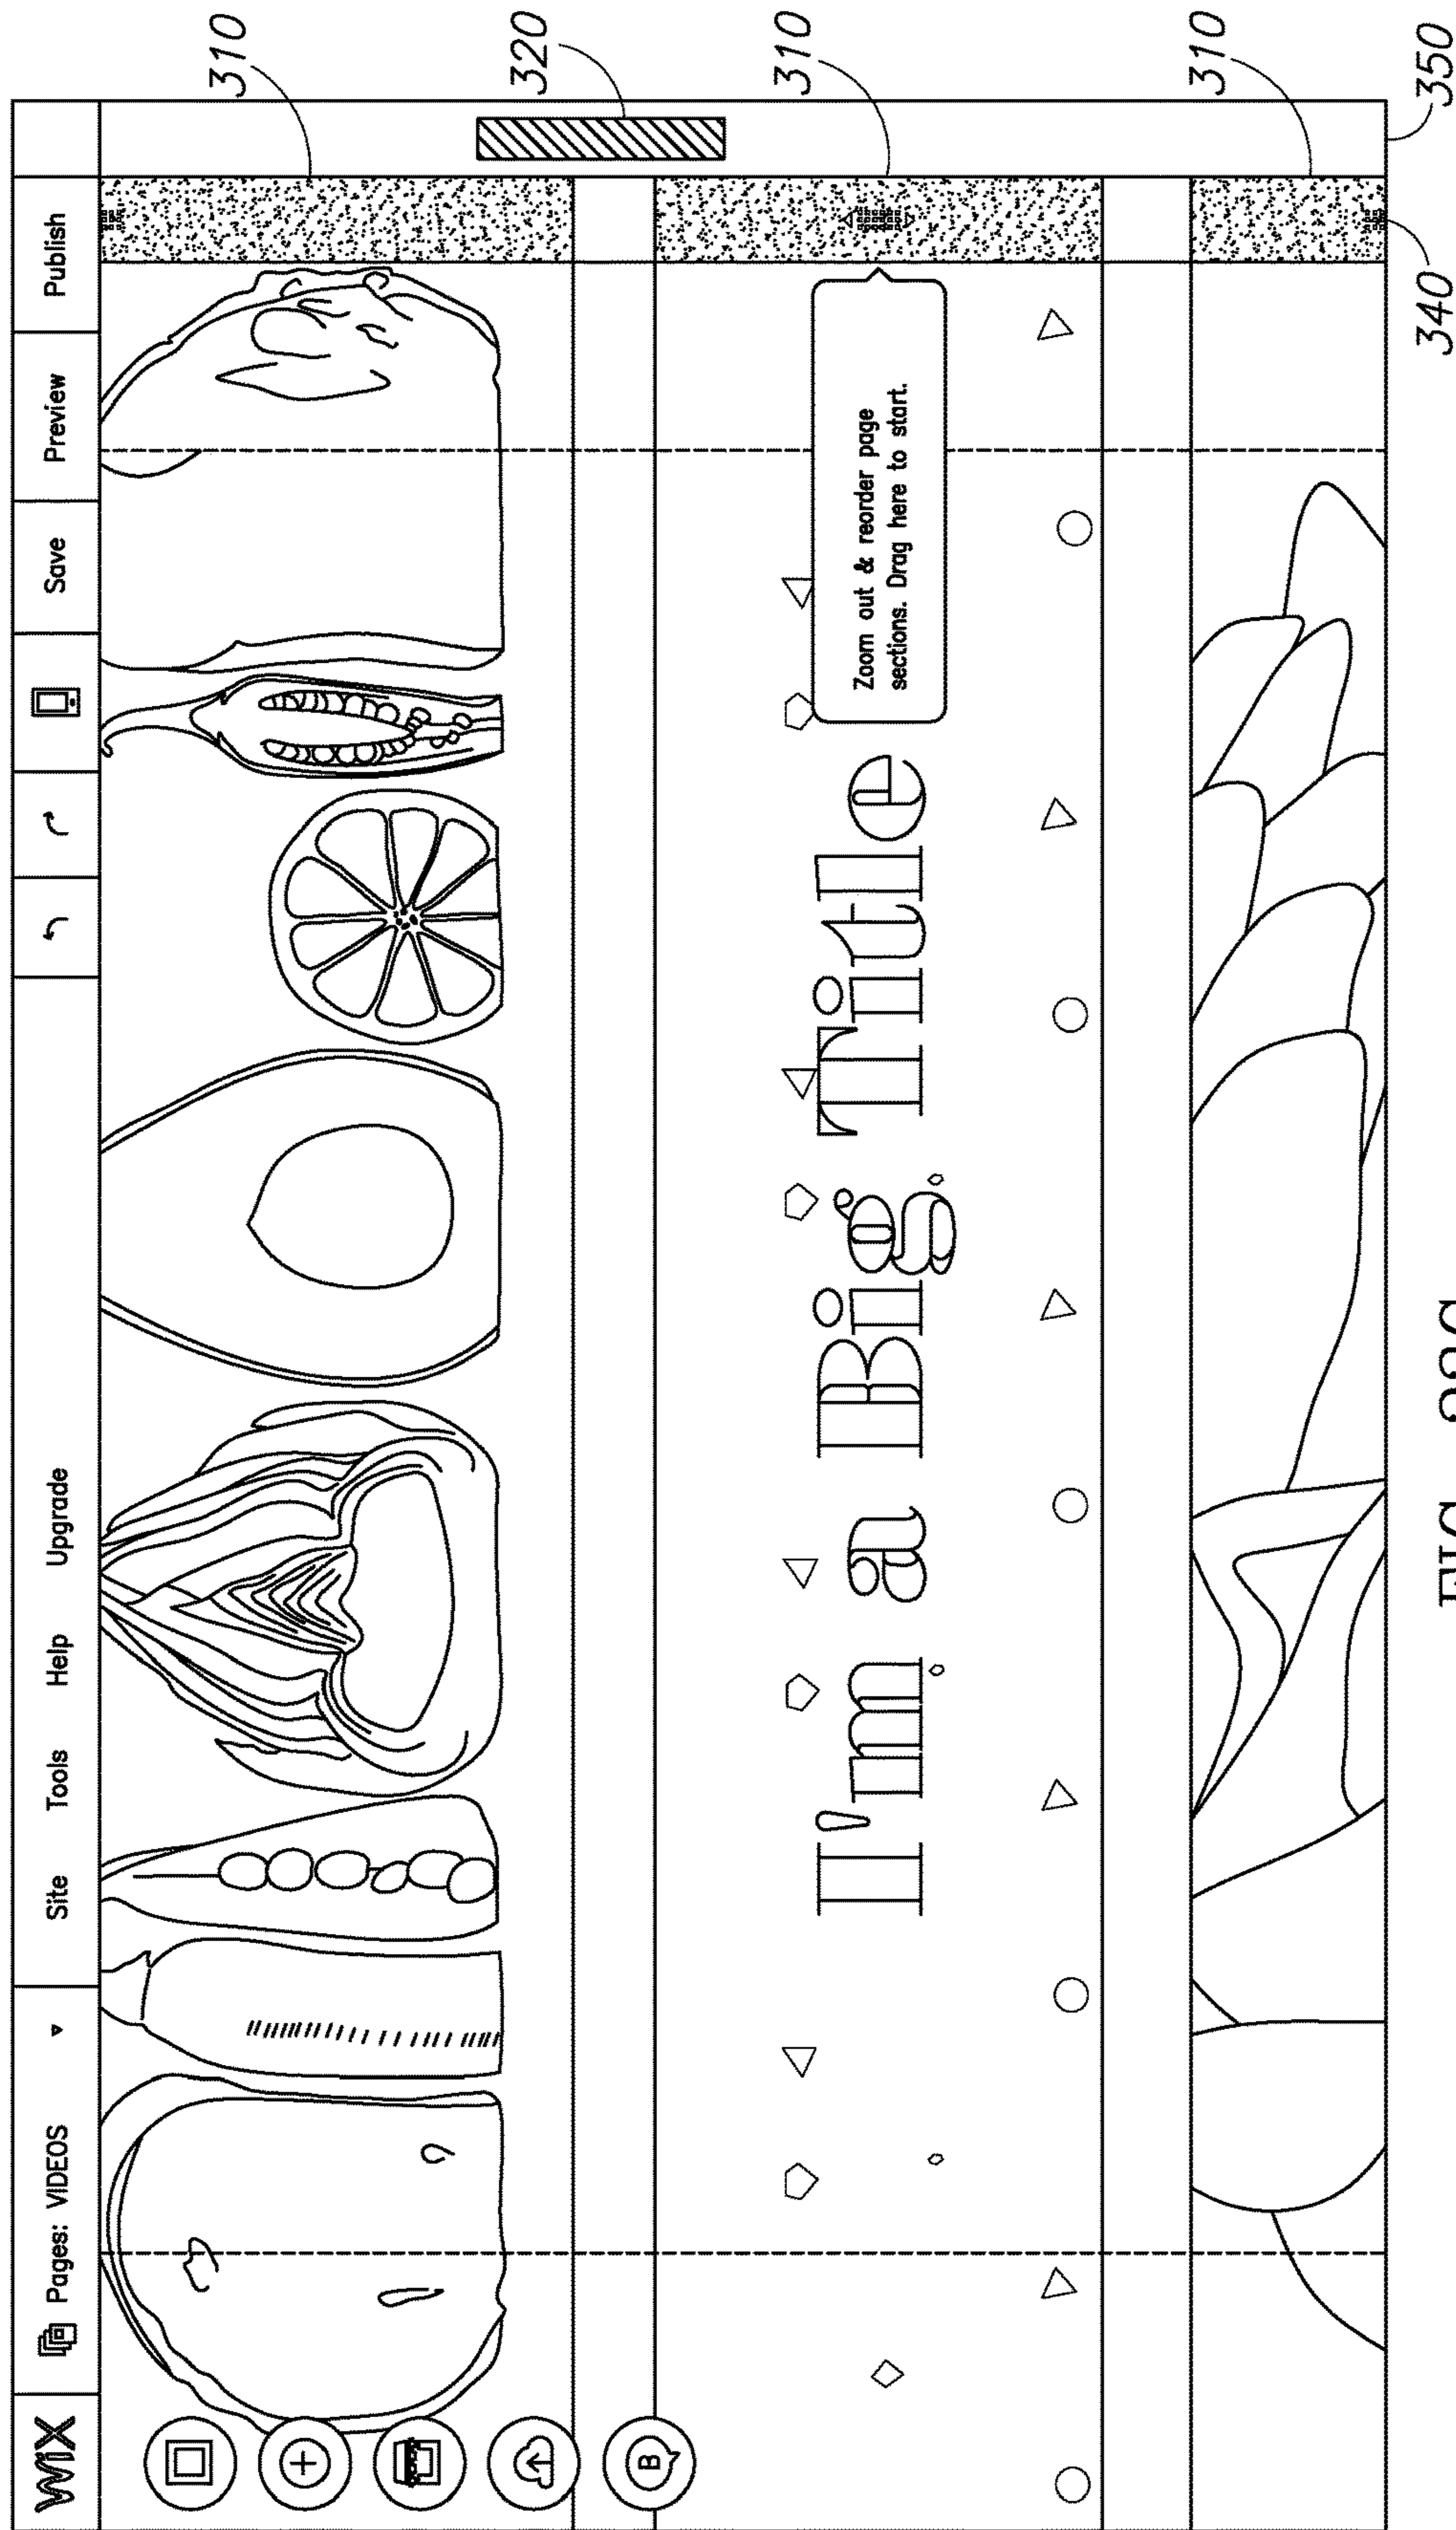 WiX Pages: VIDEOS Site Tools Help Upgrade Save Preview Publish
310
320
B
Zoom out & reorder page
sections. Drag here to start.
I'm a Big Title
310
310
340
350
FIG.